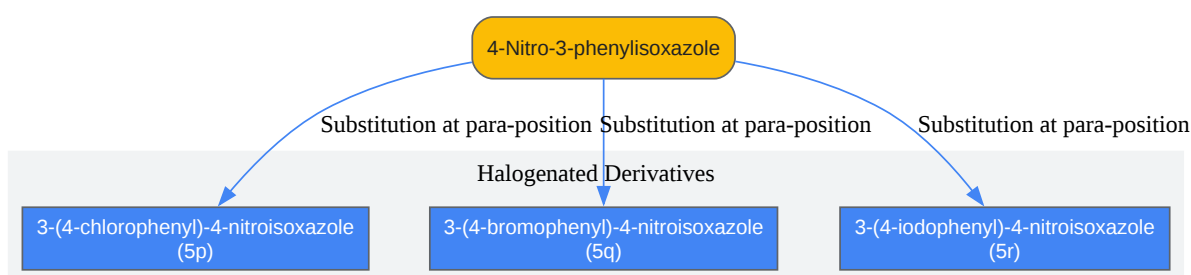 4-Nitro-3-phenylisoxazole
Substitution at para-position
Substitution at para-position
Substitution at para-position
Halogenated Derivatives
3-(4-chlorophenyl)-4-nitroisoxazole
(5p)
3-(4-bromophenyl)-4-nitroisoxazole
(5q)
3-(4-iodophenyl)-4-nitroisoxazole
(5r)